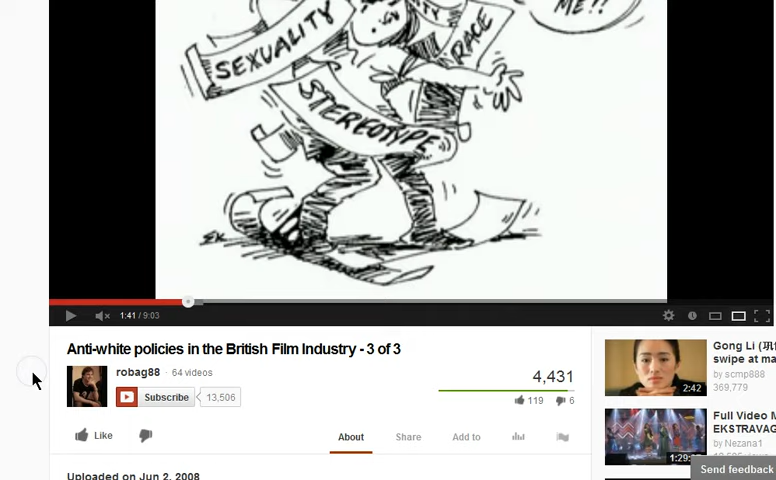 ME!!
SEXUALITY
ITY
RACE
STEREOTYPE
EK
1:41 / 9:03
Anti-white policies in the British Film Industry - 3 of 3
robag88 · 64 videos
Subscribe 13,506
4,431
119 6
Like
About Share Add to
Uploaded on Jun 2, 2008
2:42
Gong Li (巩
swipe at ma
by scmp888
369,779
Full Video M
EKSTRAVAG
by Nezana1
Send feedback